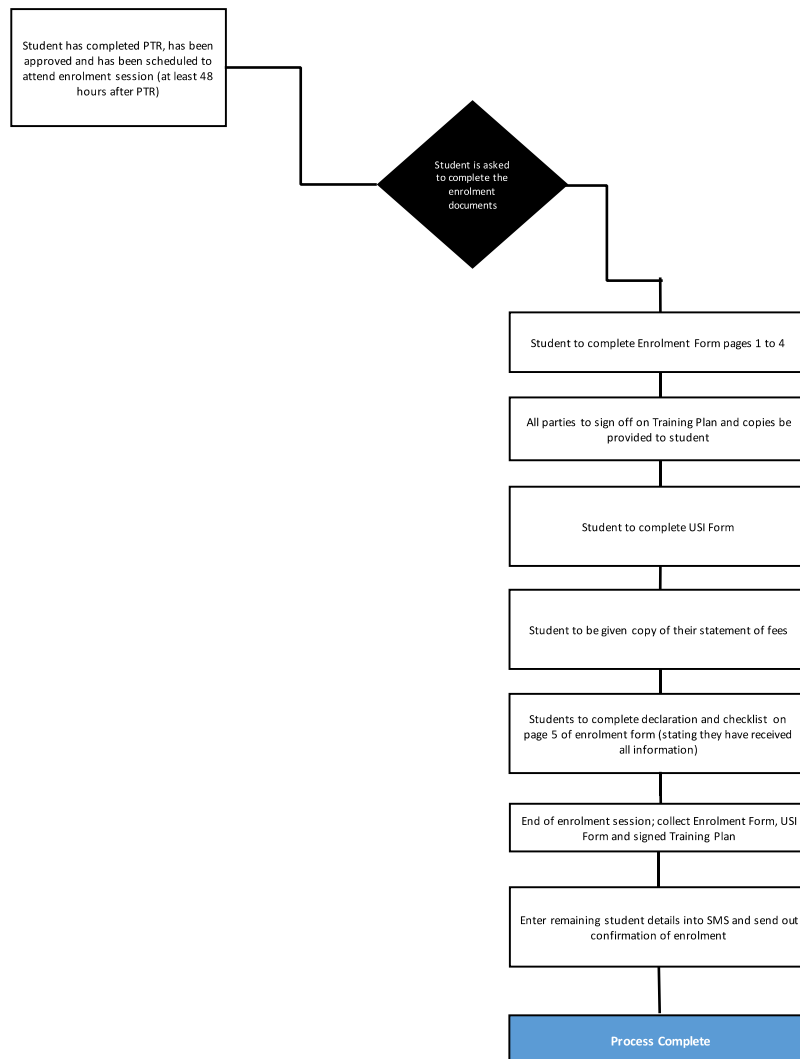 Student has completed PTR, has been
approved and has been scheduled to
attend enrolment session (at least 48
hours after PTR)
Student is asked
to complete the
enrolment
documents
Student to complete Enrolment Form pages 1 to 4
All parties to sign off on Training Plan and copies be
provided to student
Student to complete USI Form
Student to be given copy of their statement of fees
Students to complete declaration and checklist on
page 5 of enrolment form (stating they have received
all information)
End of enrolment session; collect Enrolment Form, USI
Form and signed Training Plan
Enter remaining student details into SMS and send out
confirmation of enrolment
Process Complete